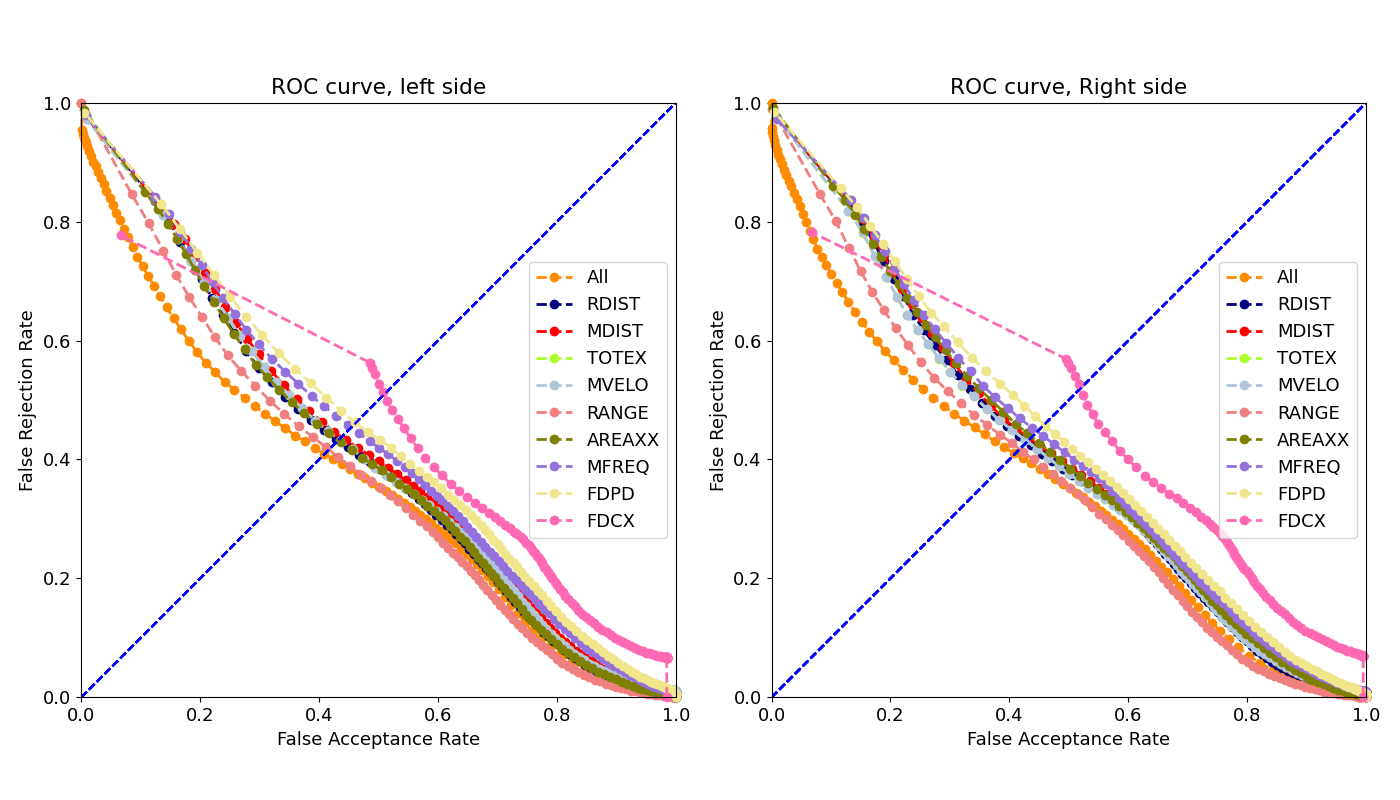 ROC curve, left side
1.0
0.8
0.6
0.4
0.2
0.0
False Rejection Rate
All
RDIST
MDIST
TOTEX
MVELO
RANGE
AREAXX
MFREQ
FDPD
FDCX
0.0 0.2 0.4 0.6 0.8 1.0
False Acceptance Rate
ROC curve, Right side
1.0
0.8
0.6
0.4
0.2
0.0
False Rejection Rate
All
RDIST
MDIST
TOTEX
MVELO
RANGE
AREAXX
MFREQ
FDPD
FDCX
0.0 0.2 0.4 0.6 0.8 1.0
False Acceptance Rate